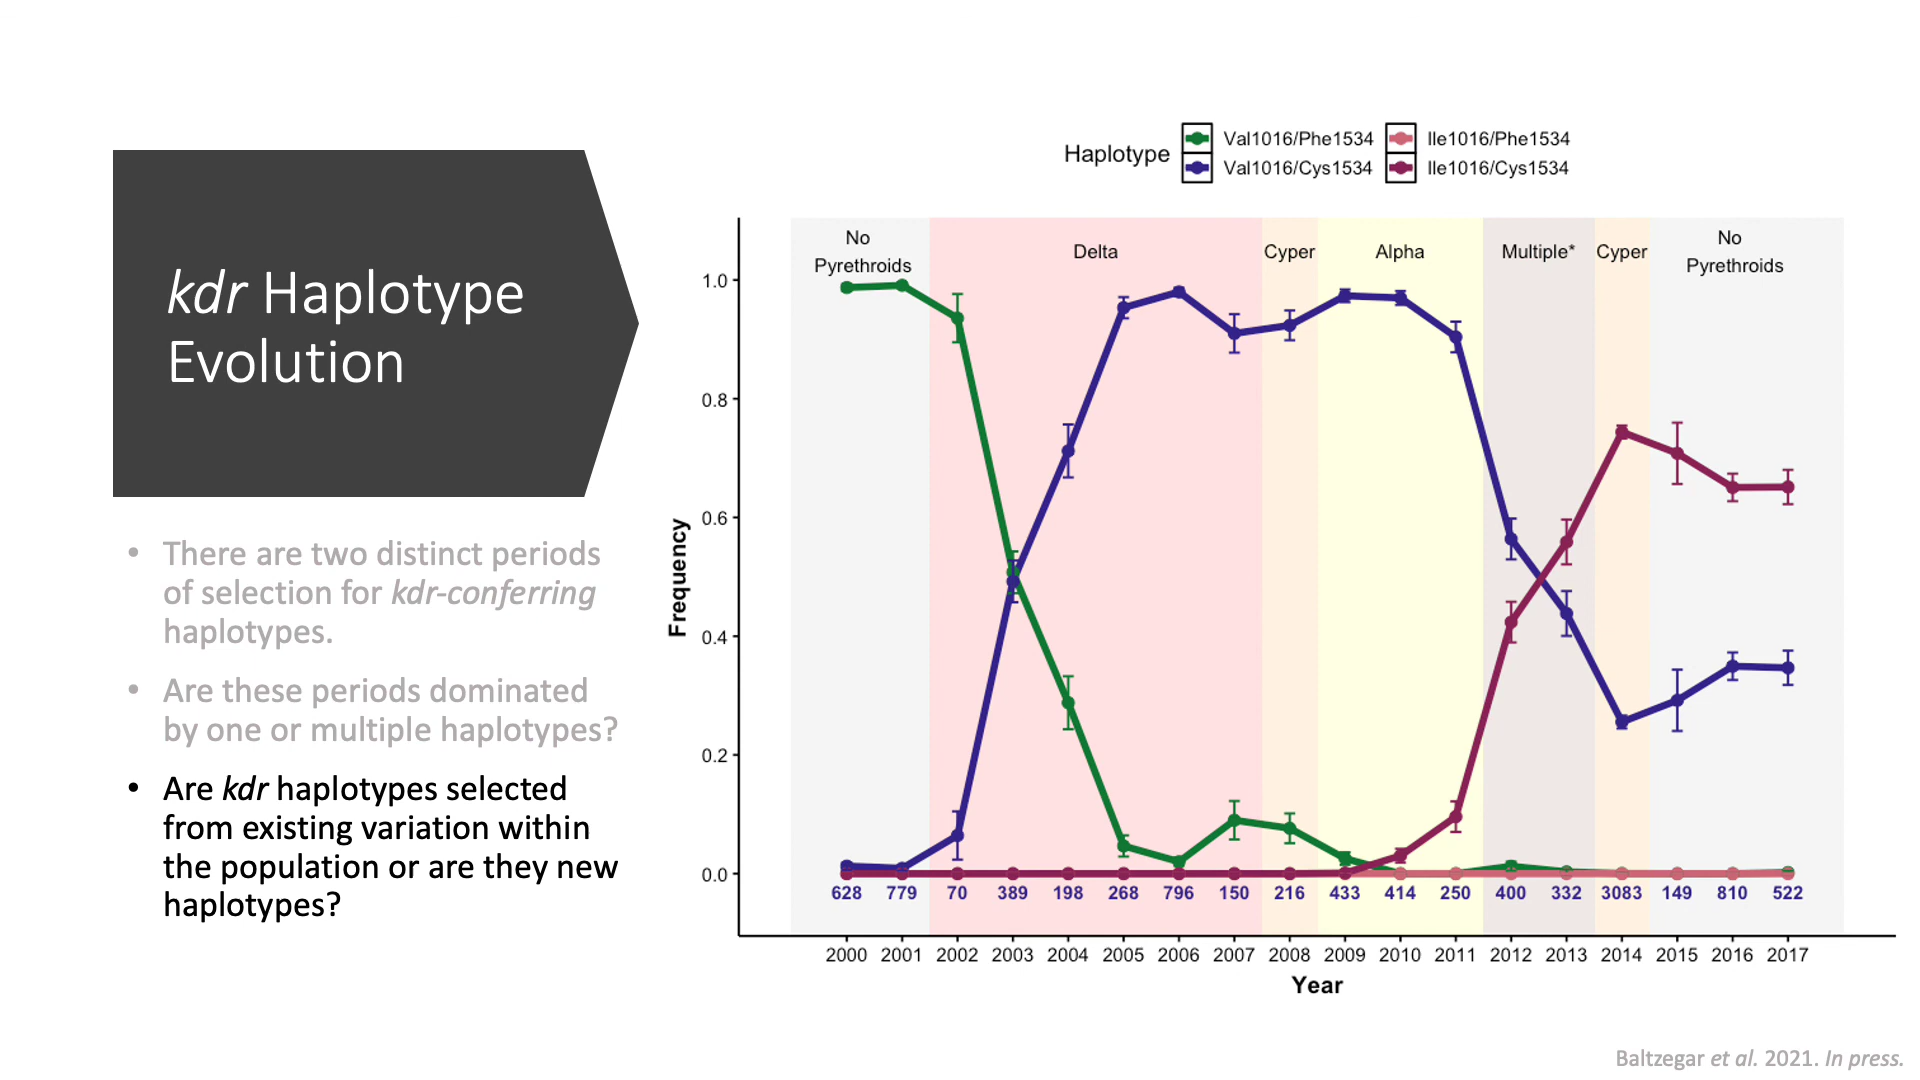 kdr Haplotype
Evolution
• There are two distinct periods
of selection for kdr-conferring
haplotypes.
• Are these periods dominated
by one or multiple haplotypes?
• Are kdr haplotypes selected
from existing variation within
the population or are they new
haplotypes?
Haplotype
Val1016/Phe1534
Ile1016/Phe1534
Val1016/Cys1534
Ile1016/Cys1534
No
Pyrethroids
Delta
Cyper
Alpha
Multiple*
Cyper
No
Pyrethroids
Frequency
1.0
0.8
0.6
0.4
0.2
0.0
628 779 70 389 198 268 796 150 216 433 414 250 400 332 3083 149 810 522
2000 2001 2002 2003 2004 2005 2006 2007 2008 2009 2010 2011 2012 2013 2014 2015 2016 2017
Year
Baltzegar et al. 2021. In press.